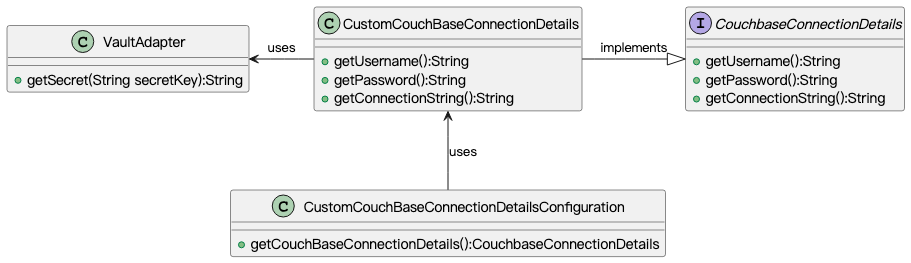 C VaultAdapter
getSecret(String secretKey):String
uses
C CustomCouchBaseConnectionDetails
getUsername():String
getPassword():String
getConnectionString():String
implements
I CouchbaseConnectionDetails
getUsername():String
getPassword():String
getConnectionString():String
uses
C CustomCouchBaseConnectionDetailsConfiguration
getCouchBaseConnectionDetails():CouchbaseConnectionDetails